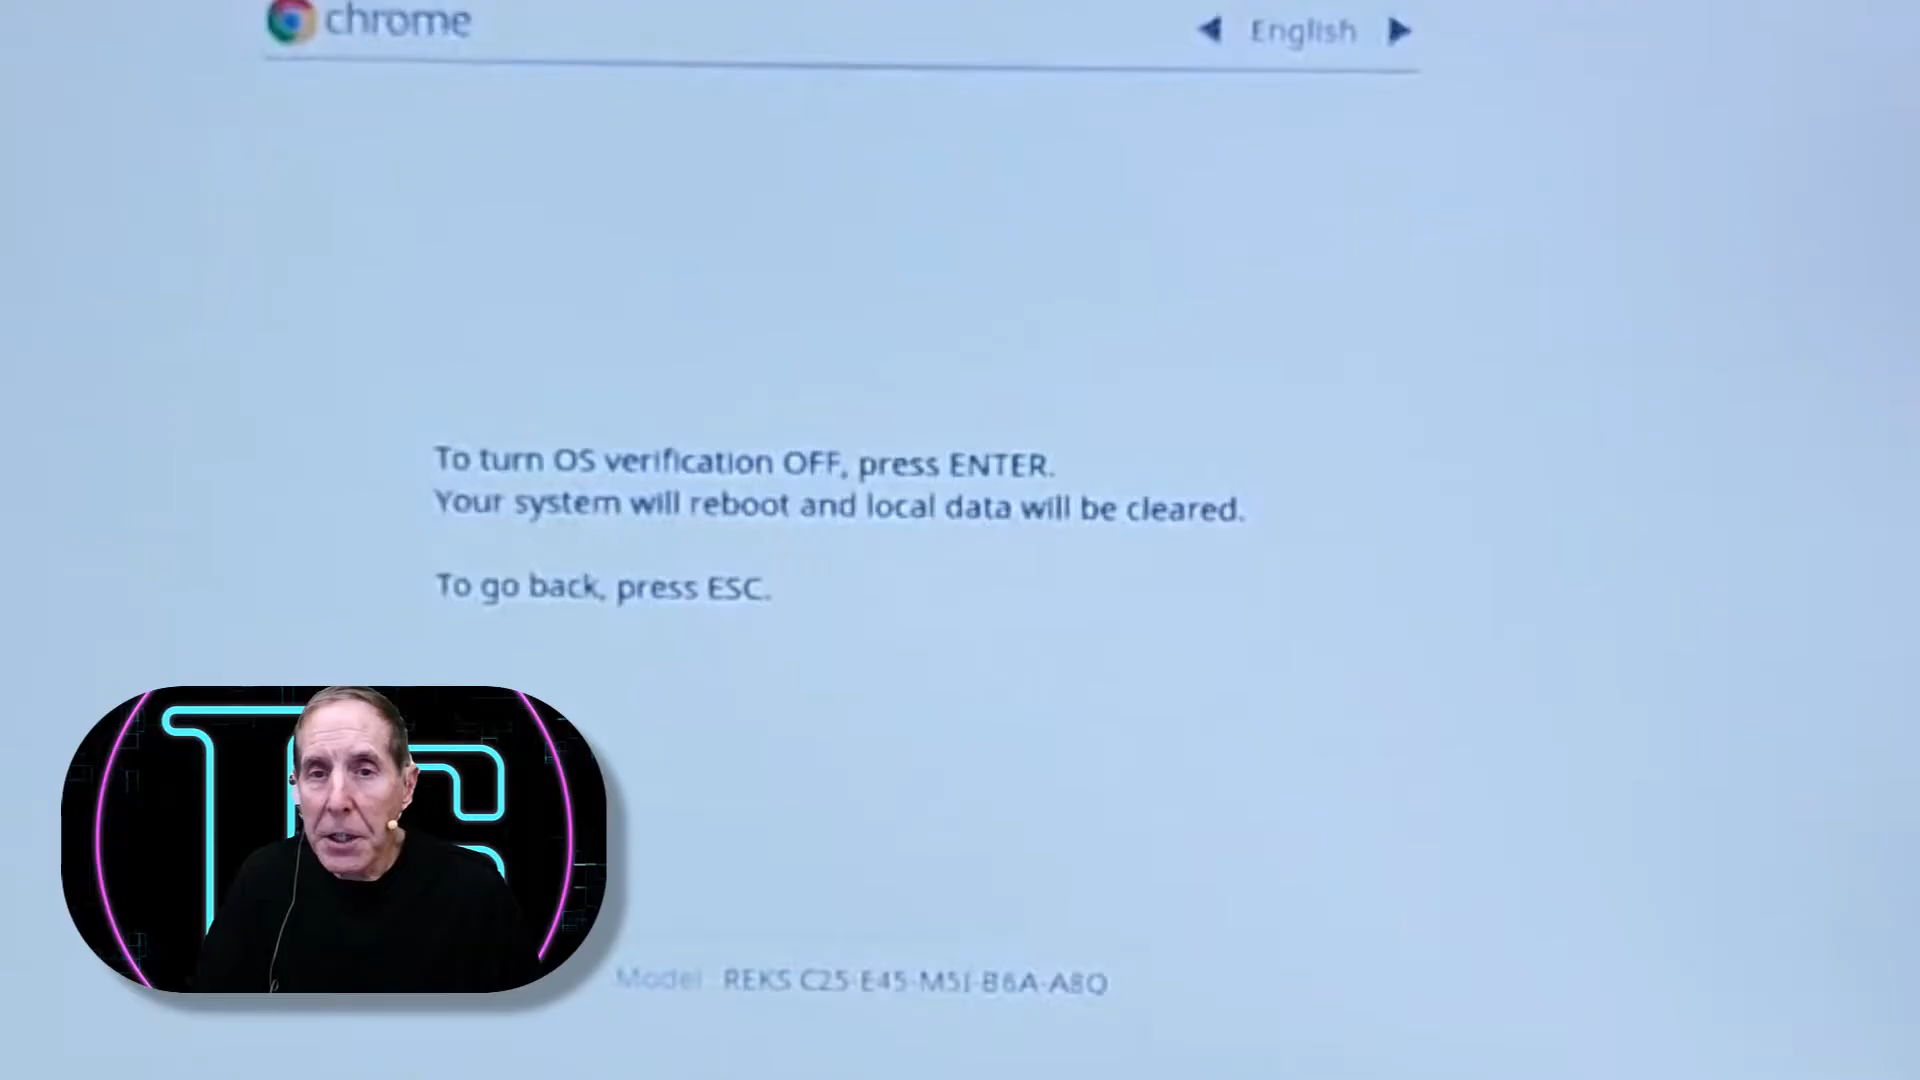 chrome
English
To turn OS verification OFF, press ENTER.
Your system will reboot and local data will be cleared.
To go back, press ESC.
Model REKS C25-E45-M5I-B6A-A8Q